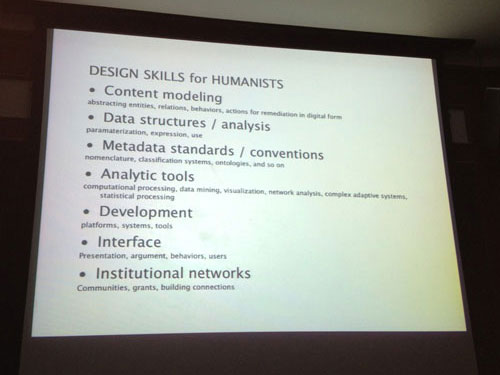 DESIGN SKILLS for HUMANISTS
• Content modeling
abstracting entities, relations, behaviors, actions for remediation in digital form
• Data structures / analysis
paramaterization, expression, use
• Metadata standards / conventions
nomenclature, classification systems, ontologies, and so on
• Analytic tools
computational processing, data mining, visualization, network analysis, complex adaptive systems,
statistical processing
• Development
platforms, systems, tools
• Interface
Presentation, argument, behaviors, users
• Institutional networks
Communities, grants, building connections